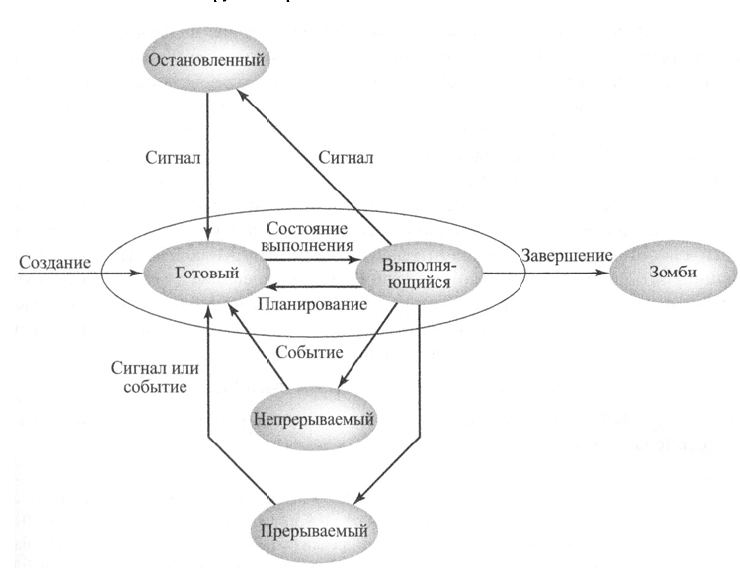 Остановленный
Сигнал
Сигнал
Состояние
выполнения
Создание
Готовый
Выполня-
ющийся
Завершение
Зомби
Планирование
Событие
Сигнал или
событие
Непрерываемый
Прерываемый